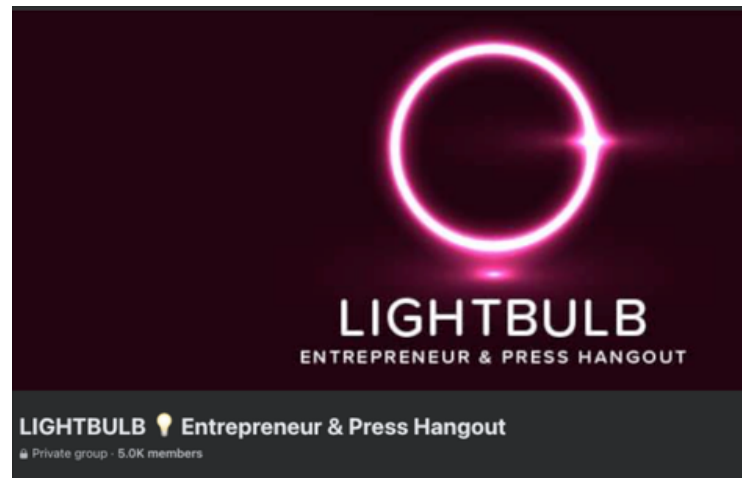 LIGHTBULB
ENTREPRENEUR & PRESS HANGOUT
LIGHTBULB 💡 Entrepreneur & Press Hangout
Private group · 5.0K members